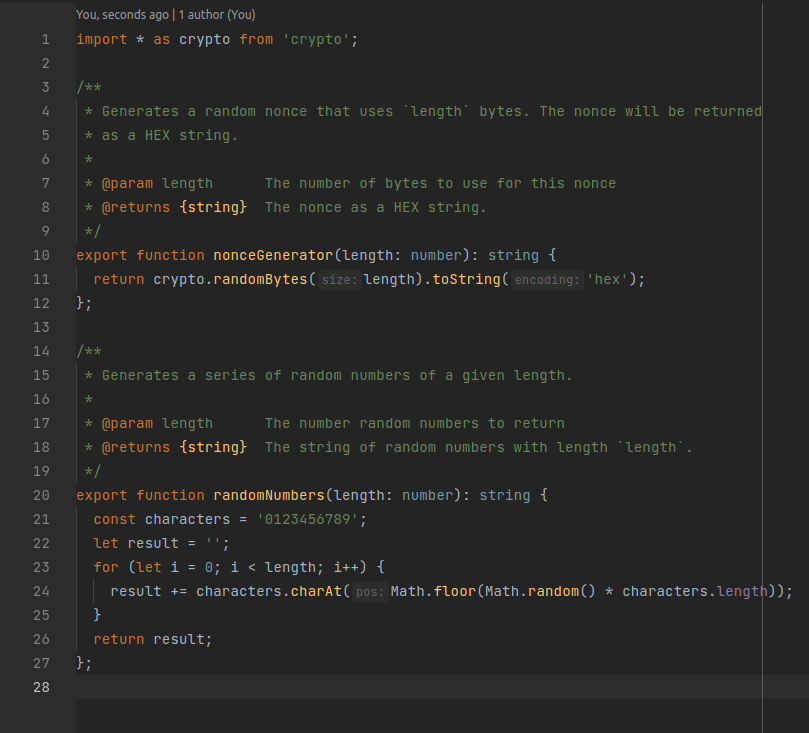 You, seconds ago | 1 author (You)
1 import * as crypto from 'crypto';
2
3 /**
4  * Generates a random nonce that uses `length` bytes. The nonce will be returned
5  * as a HEX string.
6  *
7  * @param length      The number of bytes to use for this nonce
8  * @returns {string}  The nonce as a HEX string.
9  */
10 export function nonceGenerator(length: number): string {
11   return crypto.randomBytes( size: length).toString( encoding: 'hex');
12 };
13
14 /**
15  * Generates a series of random numbers of a given length.
16  *
17  * @param length      The number random numbers to return
18  * @returns {string}  The string of random numbers with length `length`.
19  */
20 export function randomNumbers(length: number): string {
21   const characters = '0123456789';
22   let result = '';
23   for (let i = 0; i < length; i++) {
24     result += characters.charAt( pos: Math.floor(Math.random() * characters.length));
25   }
26   return result;
27 };
28